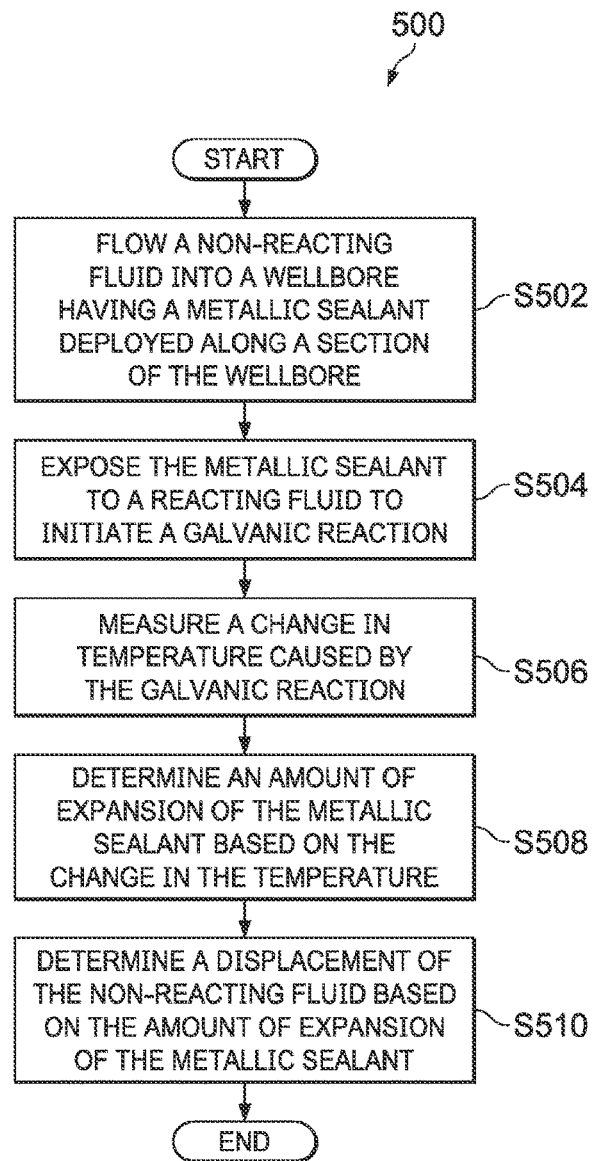 500
START
FLOW A NON-REACTING
FLUID INTO A WELLBORE
HAVING A METALLIC SEALANT
DEPLOYED ALONG A SECTION
OF THE WELLBORE
S502
EXPOSE THE METALLIC SEALANT
TO A REACTING FLUID TO
INITIATE A GALVANIC REACTION
S504
MEASURE A CHANGE IN
TEMPERATURE CAUSED BY
THE GALVANIC REACTION
S506
DETERMINE AN AMOUNT OF
EXPANSION OF THE METALLIC
SEALANT BASED ON THE
CHANGE IN THE TEMPERATURE
S508
DETERMINE A DISPLACEMENT OF
THE NON-REACTING FLUID BASED
ON THE AMOUNT OF EXPANSION
OF THE METALLIC SEALANT
S510
END